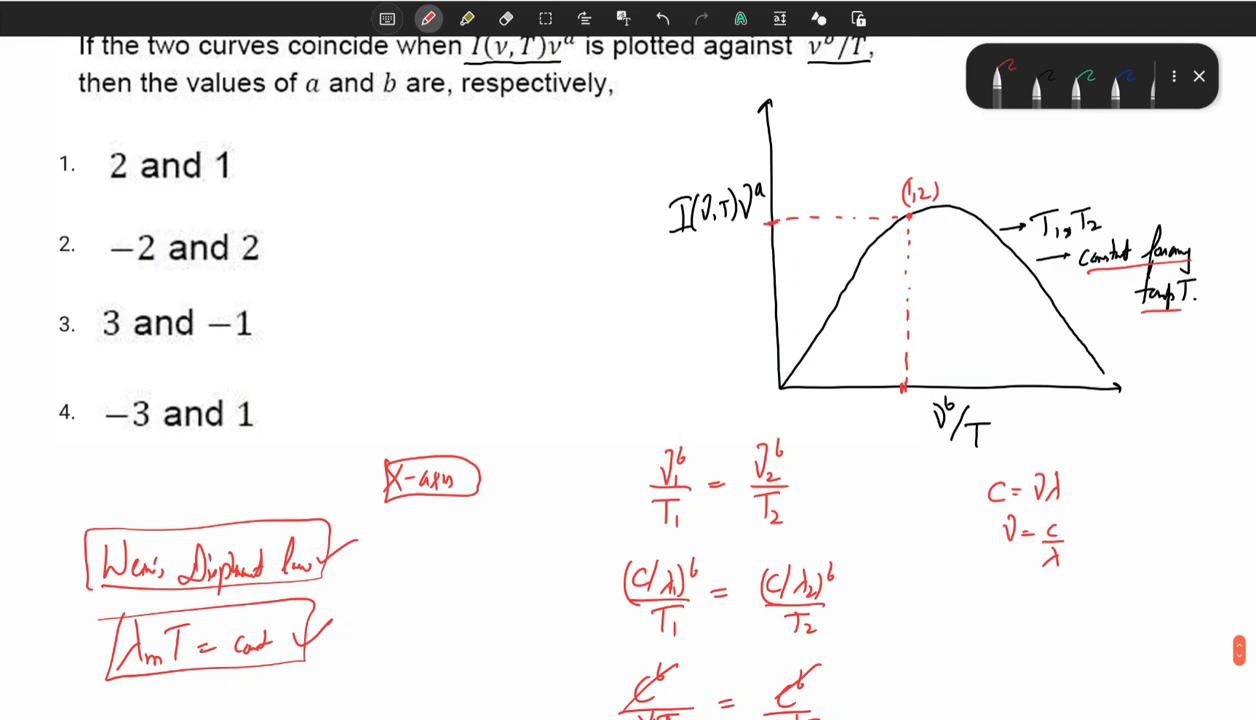 If the two curves coincide when I(ν,T)ν^a is plotted against ν^b/T,
then the values of a and b are, respectively,
1. 2 and 1
2. −2 and 2
3. 3 and −1
4. −3 and 1
I(ν,T)ν^a
(1,2)
→ T₁, T₂
→ constant for any
temp T.
ν^b/T
X-axis
ν₁^b/T₁ = ν₂^b/T₂
C = νλ
ν = c/λ
Wein's Displ law ✓
(C/λ₁)^b/T₁ = (C/λ₂)^b/T₂
λₘT = const ✓
C^b = C^b